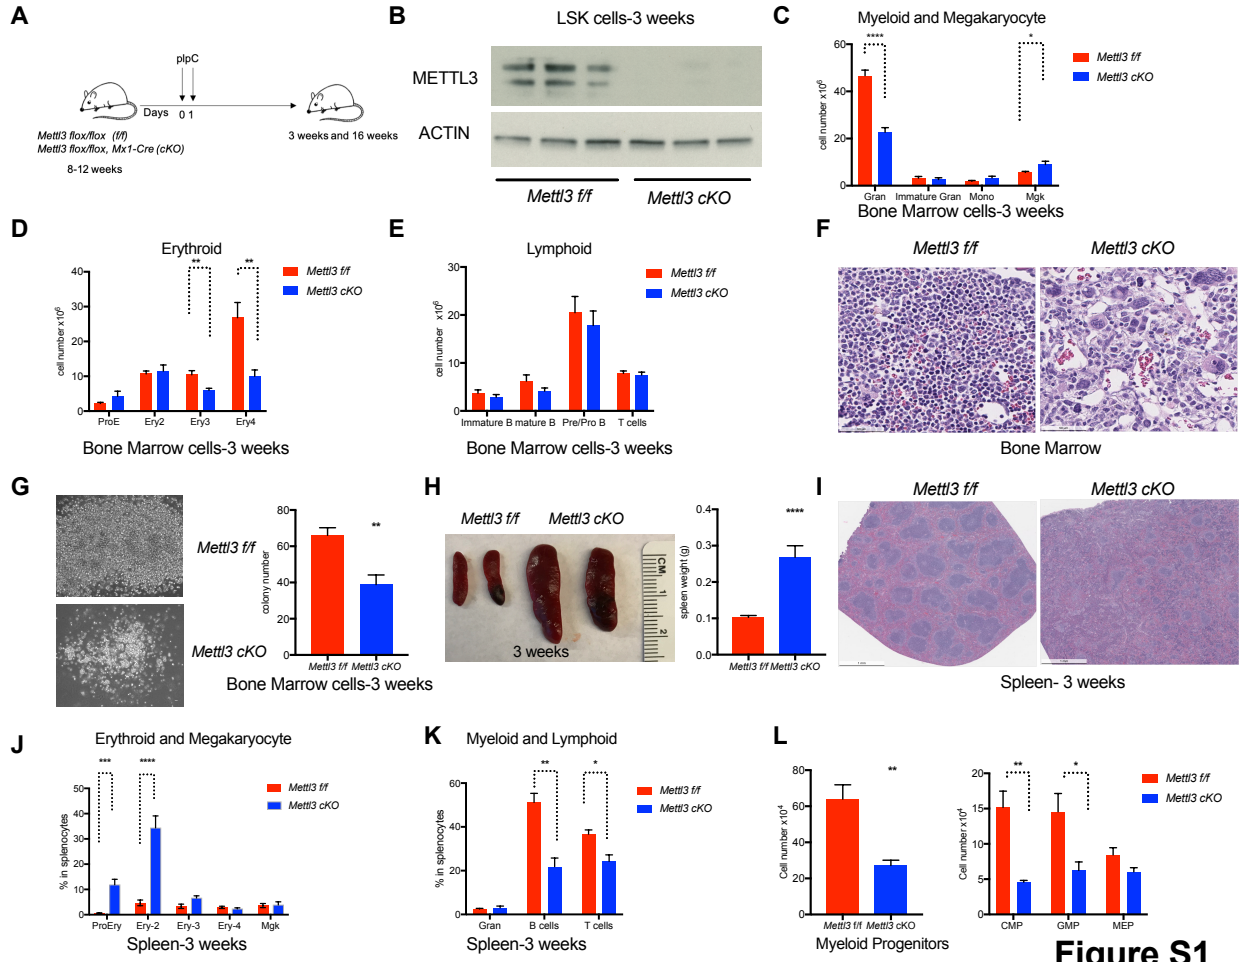 A
pIpC
Days 0 1
Mettl3 flox/flox (f/f)
Mettl3 flox/flox, Mx1-Cre (cKO)
8-12 weeks
3 weeks and 16 weeks
B
LSK cells-3 weeks
METTL3
ACTIN
Mettl3 f/f Mettl3 cKO
C
Myeloid and Megakaryocyte
cell number x10⁶
60
40
20
0
**** *
Mettl3 f/f
Mettl3 cKO
Gran Immature Gran Mono Mgk
Bone Marrow cells-3 weeks
D
Erythroid
cell number x10⁶
40
30
20
10
0
** **
Mettl3 f/f
Mettl3 cKO
ProE Ery2 Ery3 Ery4
Bone Marrow cells-3 weeks
E
Lymphoid
cell number x10⁶
30
20
10
0
Mettl3 f/f
Mettl3 cKO
Immature B mature B Pre/Pro B T cells
Bone Marrow cells-3 weeks
F
Mettl3 f/f Mettl3 cKO
Bone Marrow
G
Mettl3 f/f
Mettl3 cKO
colony number
80
60
40
20
0
**
Mettl3 f/f Mettl3 cKO
Bone Marrow cells-3 weeks
H
Mettl3 f/f Mettl3 cKO
CM
1
2
3 weeks
spleen weight (g)
0.4
0.3
0.2
0.1
0.0
****
Mettl3 f/f Mettl3 cKO
I
Mettl3 f/f Mettl3 cKO
Spleen- 3 weeks
J
Erythroid and Megakaryocyte
% in splenocytes
50
40
30
20
10
0
*** ****
Mettl3 f/f
Mettl3 cKO
ProEry Ery-2 Ery-3 Ery-4 Mgk
Spleen-3 weeks
K
Myeloid and Lymphoid
% in splenocytes
60
40
20
0
** *
Mettl3 f/f
Mettl3 cKO
Gran B cells T cells
Spleen-3 weeks
L
Cell number x10⁴
80
60
40
20
0
**
Mettl3 f/f Mettl3 cKO
Myeloid Progenitors
Cell number x10⁴
20
15
10
5
0
** *
Mettl3 f/f
Mettl3 cKO
CMP GMP MEP
Figure S1